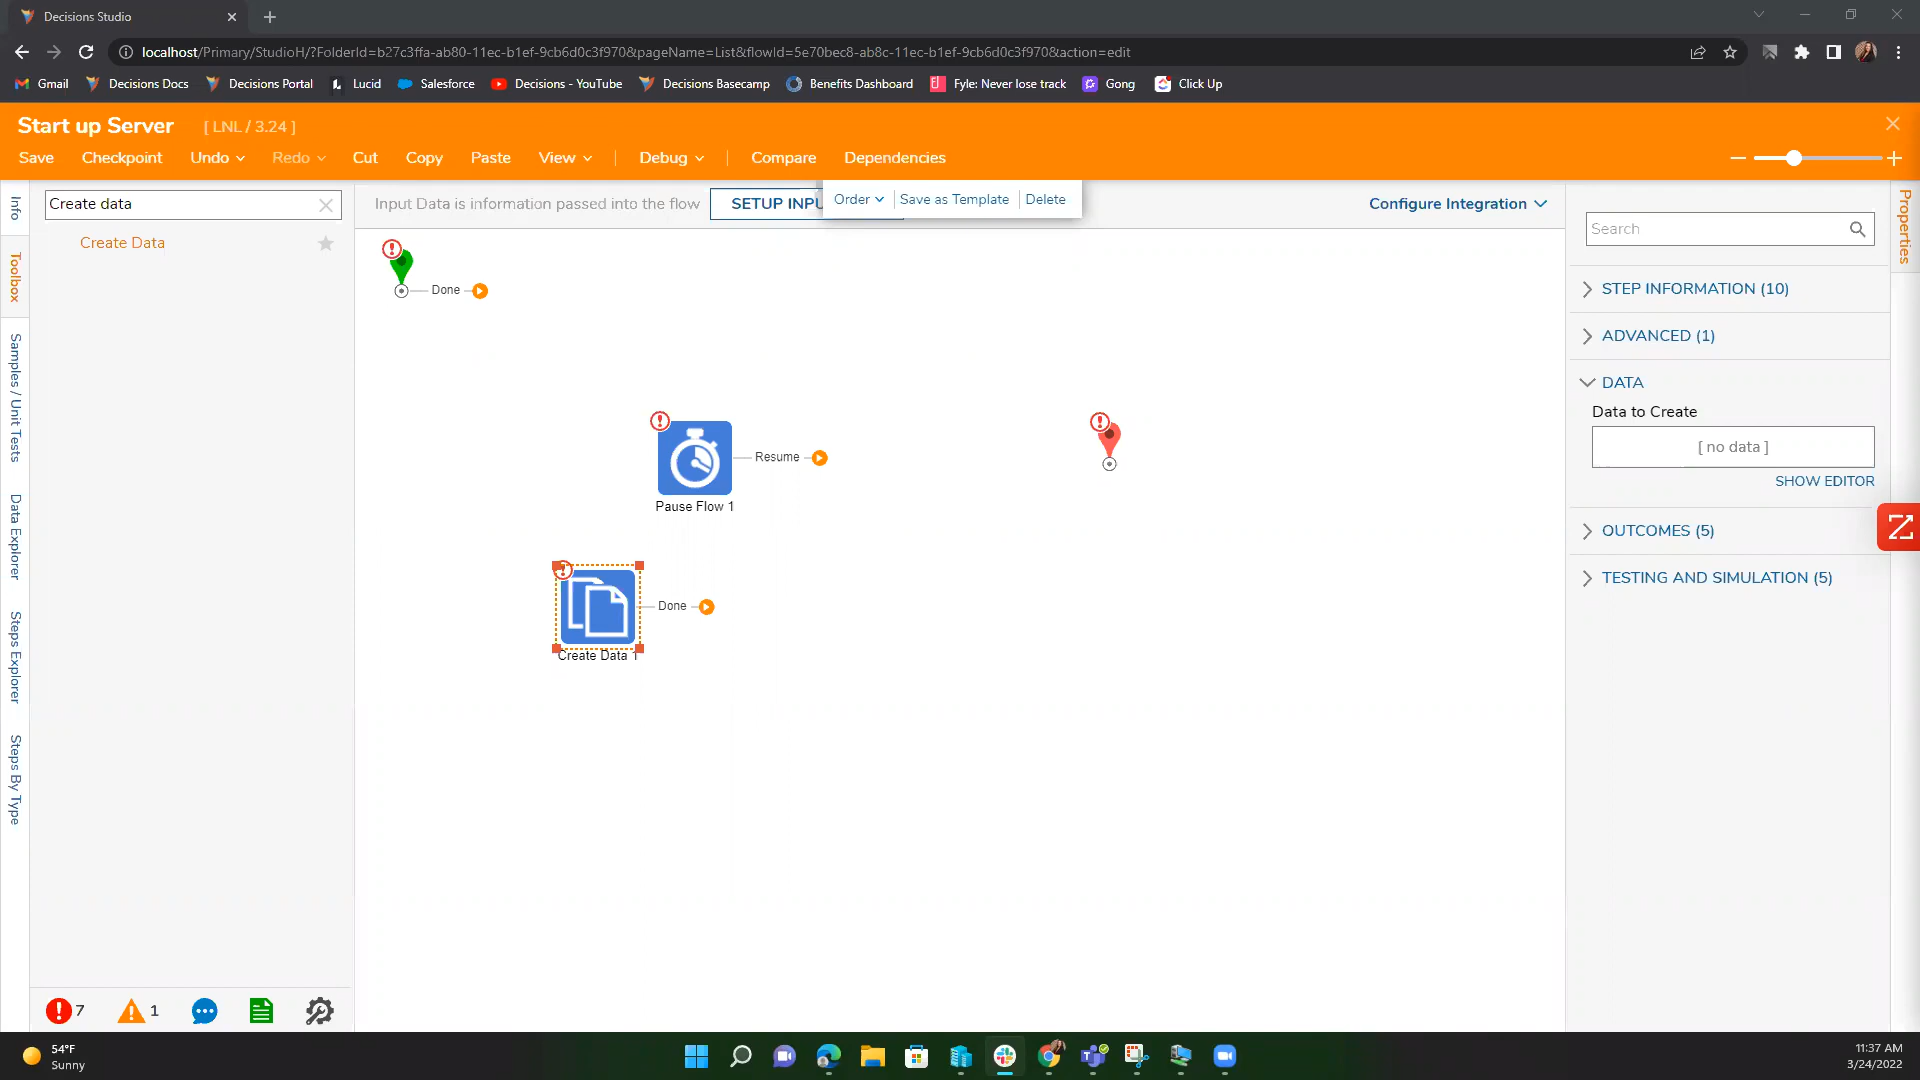 Decisions Studio
localhost/Primary/StudioH/?FolderId=b27c3ffa-ab80-11ec-b1ef-9cb6d0c3f970&pageName=List&flowId=5e70bec8-ab8c-11ec-b1ef-9cb6d0c3f970&action=edit
Gmail Decisions Docs Decisions Portal Lucid Salesforce Decisions - YouTube Decisions Basecamp Benefits Dashboard Fyle: Never lose track Gong Click Up
Start up Server [ LNL / 3.24 ]
Save Checkpoint Undo Redo Cut Copy Paste View Debug Compare Dependencies
Order Save as Template Delete
Info
Toolbox
Samples / Unit Tests
Data Explorer
Steps Explorer
Steps By Type
Create data
Create Data
Input Data is information passed into the flow SETUP INPU
Configure Integration
Done
Resume
Pause Flow 1
Done
Create Data 1
Properties
Search
STEP INFORMATION (10)
ADVANCED (1)
DATA
Data to Create
[ no data ]
SHOW EDITOR
OUTCOMES (5)
TESTING AND SIMULATION (5)
7 1
54°F
Sunny
11:37 AM
3/24/2022